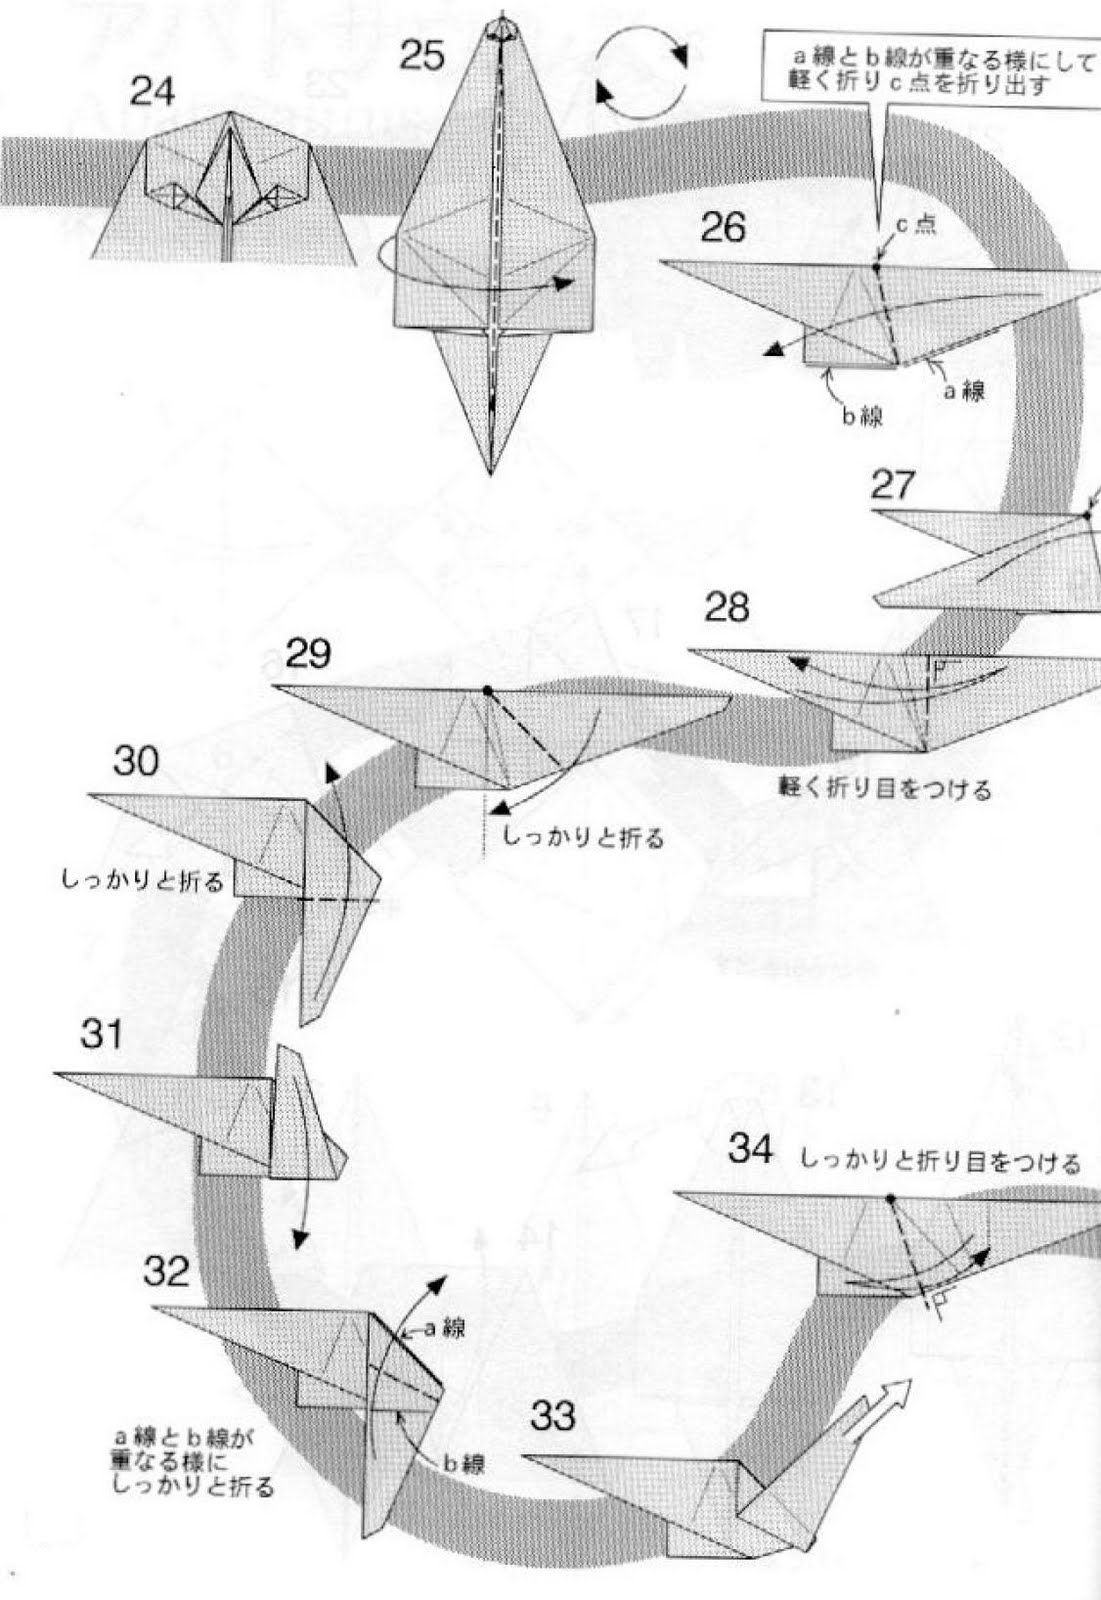 24
25
a線とb線が重なる様にして
軽く折りc点を折り出す
26
c点
a線
b線
27
28
軽く折り目をつける
29
しっかりと折る
30
しっかりと折る
31
32
a線
b線
a線とb線が
重なる様に
しっかりと折る
33
34
しっかりと折り目をつける